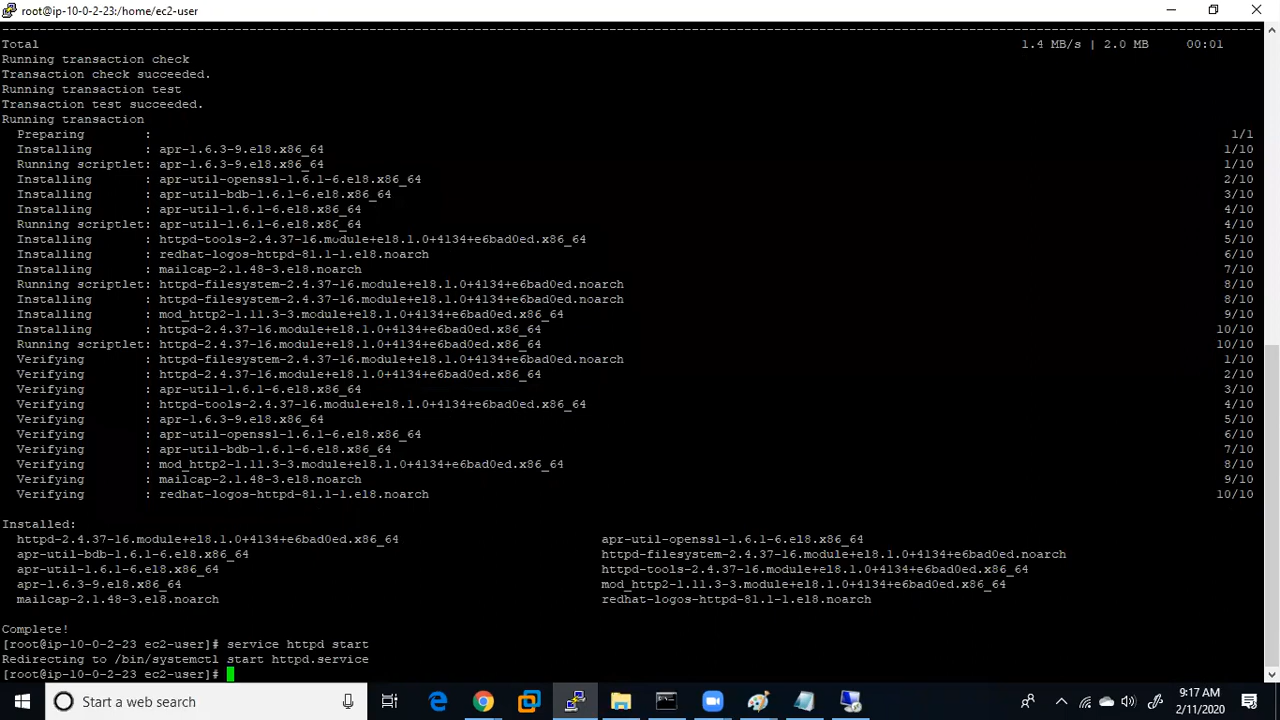 root@ip-10-0-2-23:/home/ec2-user
--------------------------------------------------------------------------------
Total 1.4 MB/s | 2.0 MB 00:01
Running transaction check
Transaction check succeeded.
Running transaction test
Transaction test succeeded.
Running transaction
Preparing : 1/1
Installing : apr-1.6.3-9.el8.x86_64 1/10
Running scriptlet: apr-1.6.3-9.el8.x86_64 1/10
Installing : apr-util-openssl-1.6.1-6.el8.x86_64 2/10
Installing : apr-util-bdb-1.6.1-6.el8.x86_64 3/10
Installing : apr-util-1.6.1-6.el8.x86_64 4/10
Running scriptlet: apr-util-1.6.1-6.el8.x86_64 4/10
Installing : httpd-tools-2.4.37-16.module+el8.1.0+4134+e6bad0ed.x86_64 5/10
Installing : redhat-logos-httpd-81.1-1.el8.noarch 6/10
Installing : mailcap-2.1.48-3.el8.noarch 7/10
Running scriptlet: httpd-filesystem-2.4.37-16.module+el8.1.0+4134+e6bad0ed.noarch 8/10
Installing : httpd-filesystem-2.4.37-16.module+el8.1.0+4134+e6bad0ed.noarch 8/10
Installing : mod_http2-1.11.3-3.module+el8.1.0+4134+e6bad0ed.x86_64 9/10
Installing : httpd-2.4.37-16.module+el8.1.0+4134+e6bad0ed.x86_64 10/10
Running scriptlet: httpd-2.4.37-16.module+el8.1.0+4134+e6bad0ed.x86_64 10/10
Verifying : httpd-filesystem-2.4.37-16.module+el8.1.0+4134+e6bad0ed.noarch 1/10
Verifying : httpd-2.4.37-16.module+el8.1.0+4134+e6bad0ed.x86_64 2/10
Verifying : apr-util-1.6.1-6.el8.x86_64 3/10
Verifying : httpd-tools-2.4.37-16.module+el8.1.0+4134+e6bad0ed.x86_64 4/10
Verifying : apr-1.6.3-9.el8.x86_64 5/10
Verifying : apr-util-openssl-1.6.1-6.el8.x86_64 6/10
Verifying : apr-util-bdb-1.6.1-6.el8.x86_64 7/10
Verifying : mod_http2-1.11.3-3.module+el8.1.0+4134+e6bad0ed.x86_64 8/10
Verifying : mailcap-2.1.48-3.el8.noarch 9/10
Verifying : redhat-logos-httpd-81.1-1.el8.noarch 10/10
Installed:
httpd-2.4.37-16.module+el8.1.0+4134+e6bad0ed.x86_64 apr-util-openssl-1.6.1-6.el8.x86_64
apr-util-bdb-1.6.1-6.el8.x86_64 httpd-filesystem-2.4.37-16.module+el8.1.0+4134+e6bad0ed.noarch
apr-util-1.6.1-6.el8.x86_64 httpd-tools-2.4.37-16.module+el8.1.0+4134+e6bad0ed.x86_64
apr-1.6.3-9.el8.x86_64 mod_http2-1.11.3-3.module+el8.1.0+4134+e6bad0ed.x86_64
mailcap-2.1.48-3.el8.noarch redhat-logos-httpd-81.1-1.el8.noarch
Complete!
[root@ip-10-0-2-23 ec2-user]# service httpd start
Redirecting to /bin/systemctl start httpd.service
[root@ip-10-0-2-23 ec2-user]#
Start a web search
9:17 AM
2/11/2020